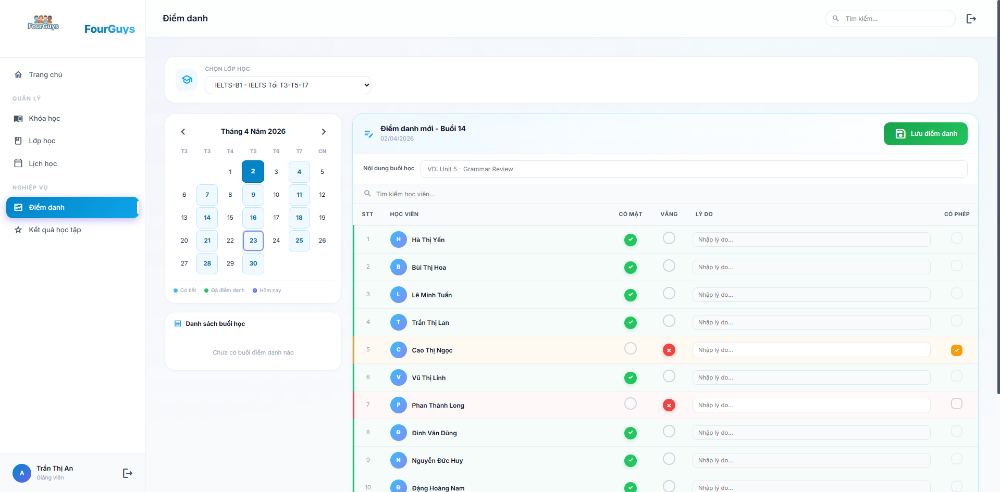 FourGuys
FourGuys
Trang chủ
QUẢN LÝ
Khóa học
Lớp học
Lịch học
NGHIỆP VỤ
Điểm danh
Kết quả học tập
A
Trần Thị An
Giảng viên
Điểm danh
Tìm kiếm...
CHỌN LỚP HỌC
IELTS-B1 - IELTS Tối T3-T5-T7
Tháng 4 Năm 2026
T2 T3 T4 T5 T6 T7 CN
1 2 3 4 5
6 7 8 9 10 11 12
13 14 15 16 17 18 19
20 21 22 23 24 25 26
27 28 29 30
Có tiết Đã điểm danh Hôm nay
Danh sách buổi học
Chưa có buổi điểm danh nào
Điểm danh mới - Buổi 14
02/04/2026
Lưu điểm danh
Nội dung buổi học VD: Unit 5 - Grammar Review
Tìm kiếm học viên...
STT HỌC VIÊN CÓ MẶT VẮNG LÝ DO CÓ PHÉP
1 H Hà Thị Yến Nhập lý do...
2 B Bùi Thị Hoa Nhập lý do...
3 L Lê Minh Tuấn Nhập lý do...
4 T Trần Thị Lan Nhập lý do...
5 C Cao Thị Ngọc Nhập lý do...
6 V Vũ Thị Linh Nhập lý do...
7 P Phan Thành Long Nhập lý do...
8 Đ Đinh Văn Dũng Nhập lý do...
9 N Nguyễn Đức Huy Nhập lý do...
10 Đ Đặng Hoàng Nam Nhập lý do...